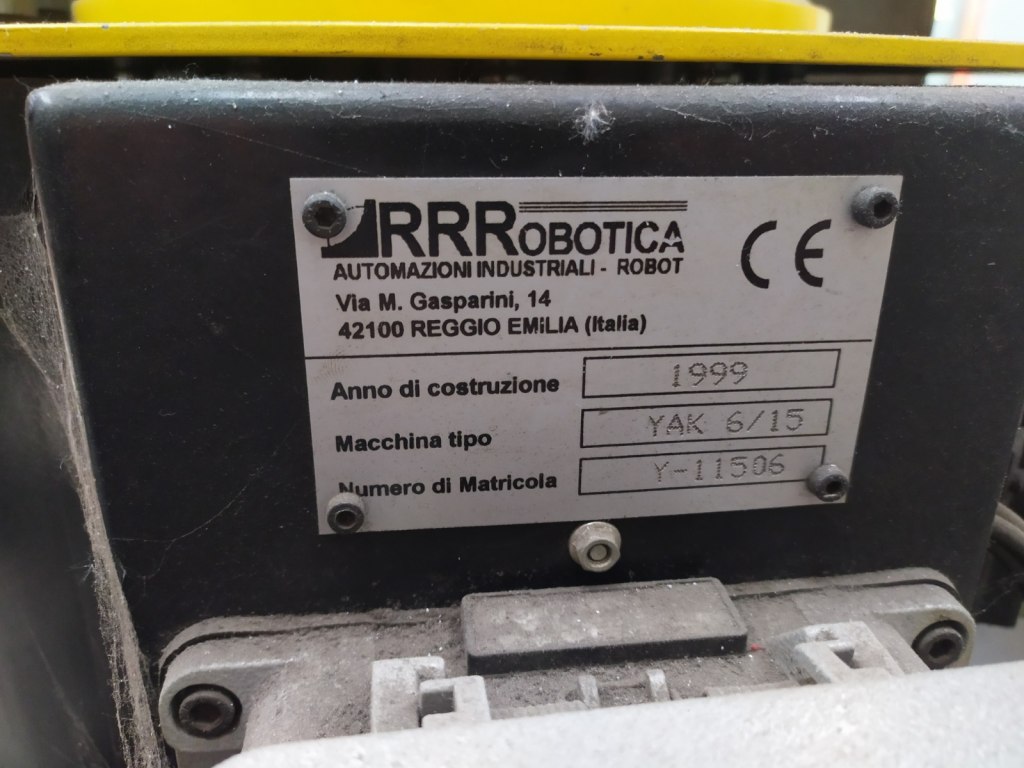 RRROBOTICA
AUTOMAZIONI INDUSTRIALI - ROBOT
CE
Via M. Gasparini, 14
42100 REGGIO EMiLIA (Italia)
Anno di costruzione 1999
Macchina tipo YAK 6/15
Numero di Matricola Y-11506